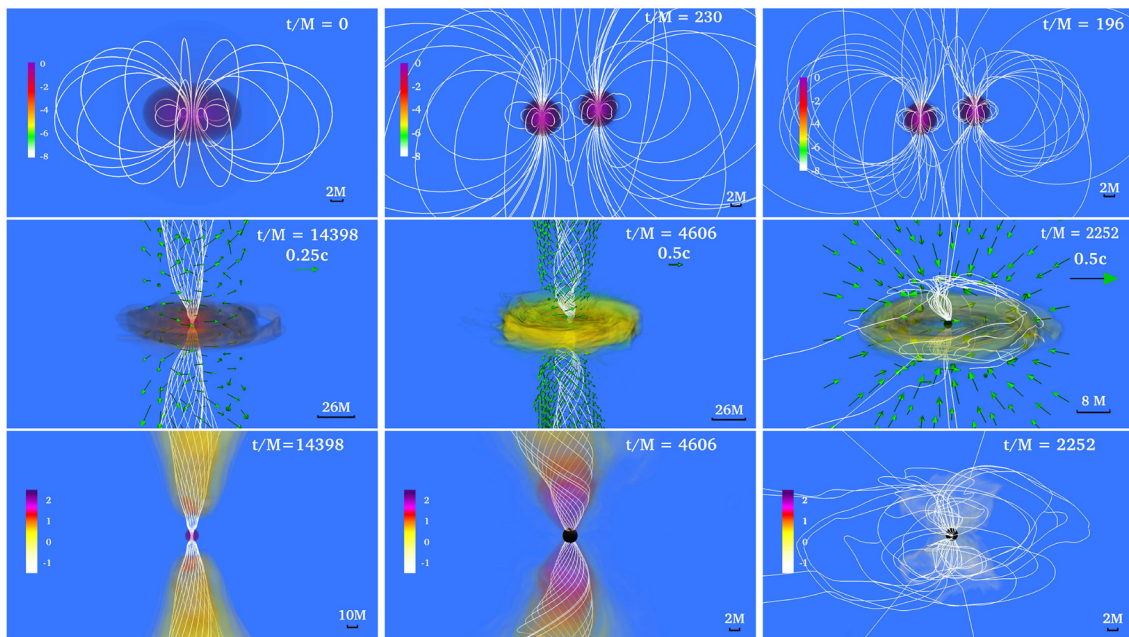 t/M = 0
0
-2
-4
-6
-8
2M
t/M = 230
0
-2
-4
-6
-8
2M
t/M = 196
0
-2
-4
-6
-8
2M
t/M = 14398
0.25c
26M
t/M = 4606
0.5c
26M
t/M = 2252
0.5c
8 M
t/M=14398
2
1
0
-1
10M
t/M = 4606
2
1
0
-1
2M
t/M = 2252
2
1
0
-1
2M